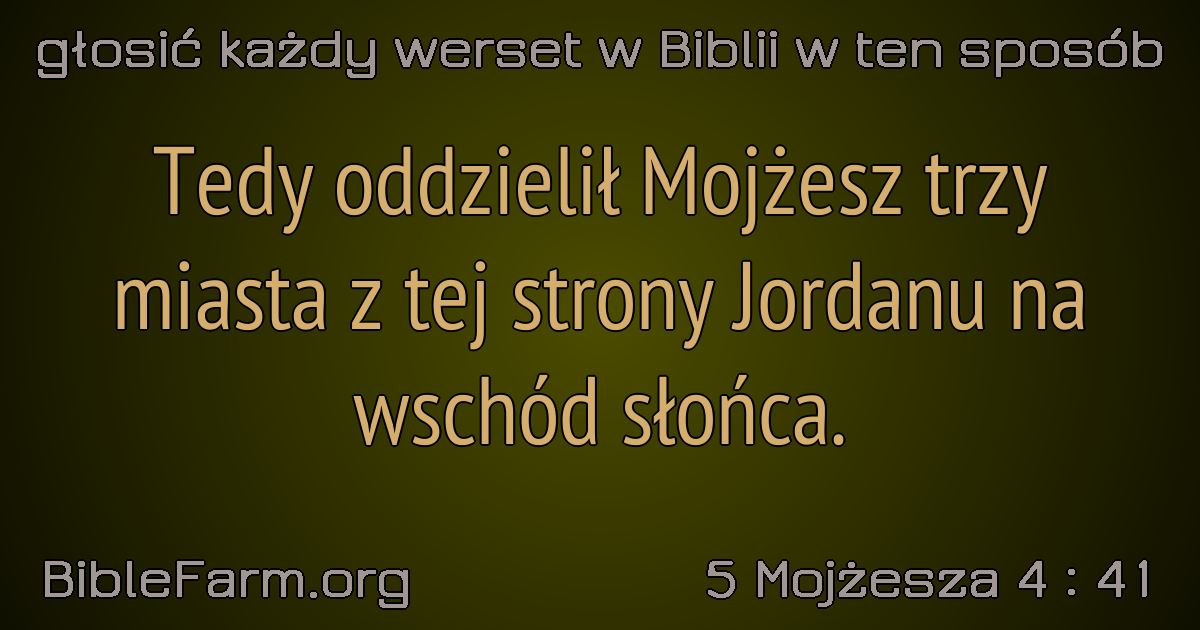 głosić każdy werset w Biblii w ten sposób
Tedy oddzielił Mojżesz trzy
miasta z tej strony Jordanu na
wschód słońca.
BibleFarm.org
5 Mojżesza 4 : 41